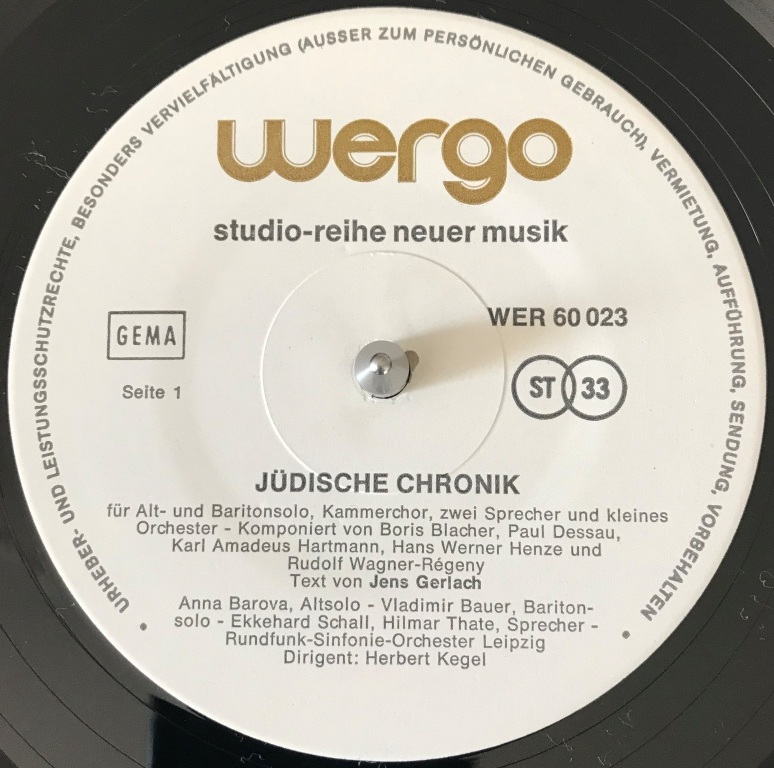 URHEBER- UND LEISTUNGSSCHUTZRECHTE, BESONDERS VERVIELFÄLTIGUNG (AUSSER ZUM PERSÖNLICHEN GEBRAUCH), VERMIETUNG, AUFFÜHRUNG, SENDUNG, VORBEHALTEN
wergo
studio-reihe neuer musik
WER 60 023
GEMA
Seite 1
ST 33
JÜDISCHE CHRONIK
für Alt- und Baritonsolo, Kammerchor, zwei Sprecher und kleines
Orchester - Komponiert von Boris Blacher, Paul Dessau,
Karl Amadeus Hartmann, Hans Werner Henze und
Rudolf Wagner-Régeny
Text von Jens Gerlach
Anna Barova, Altsolo - Vladimir Bauer, Bariton-
solo - Ekkehard Schall, Hilmar Thate, Sprecher -
Rundfunk-Sinfonie-Orchester Leipzig
Dirigent: Herbert Kegel